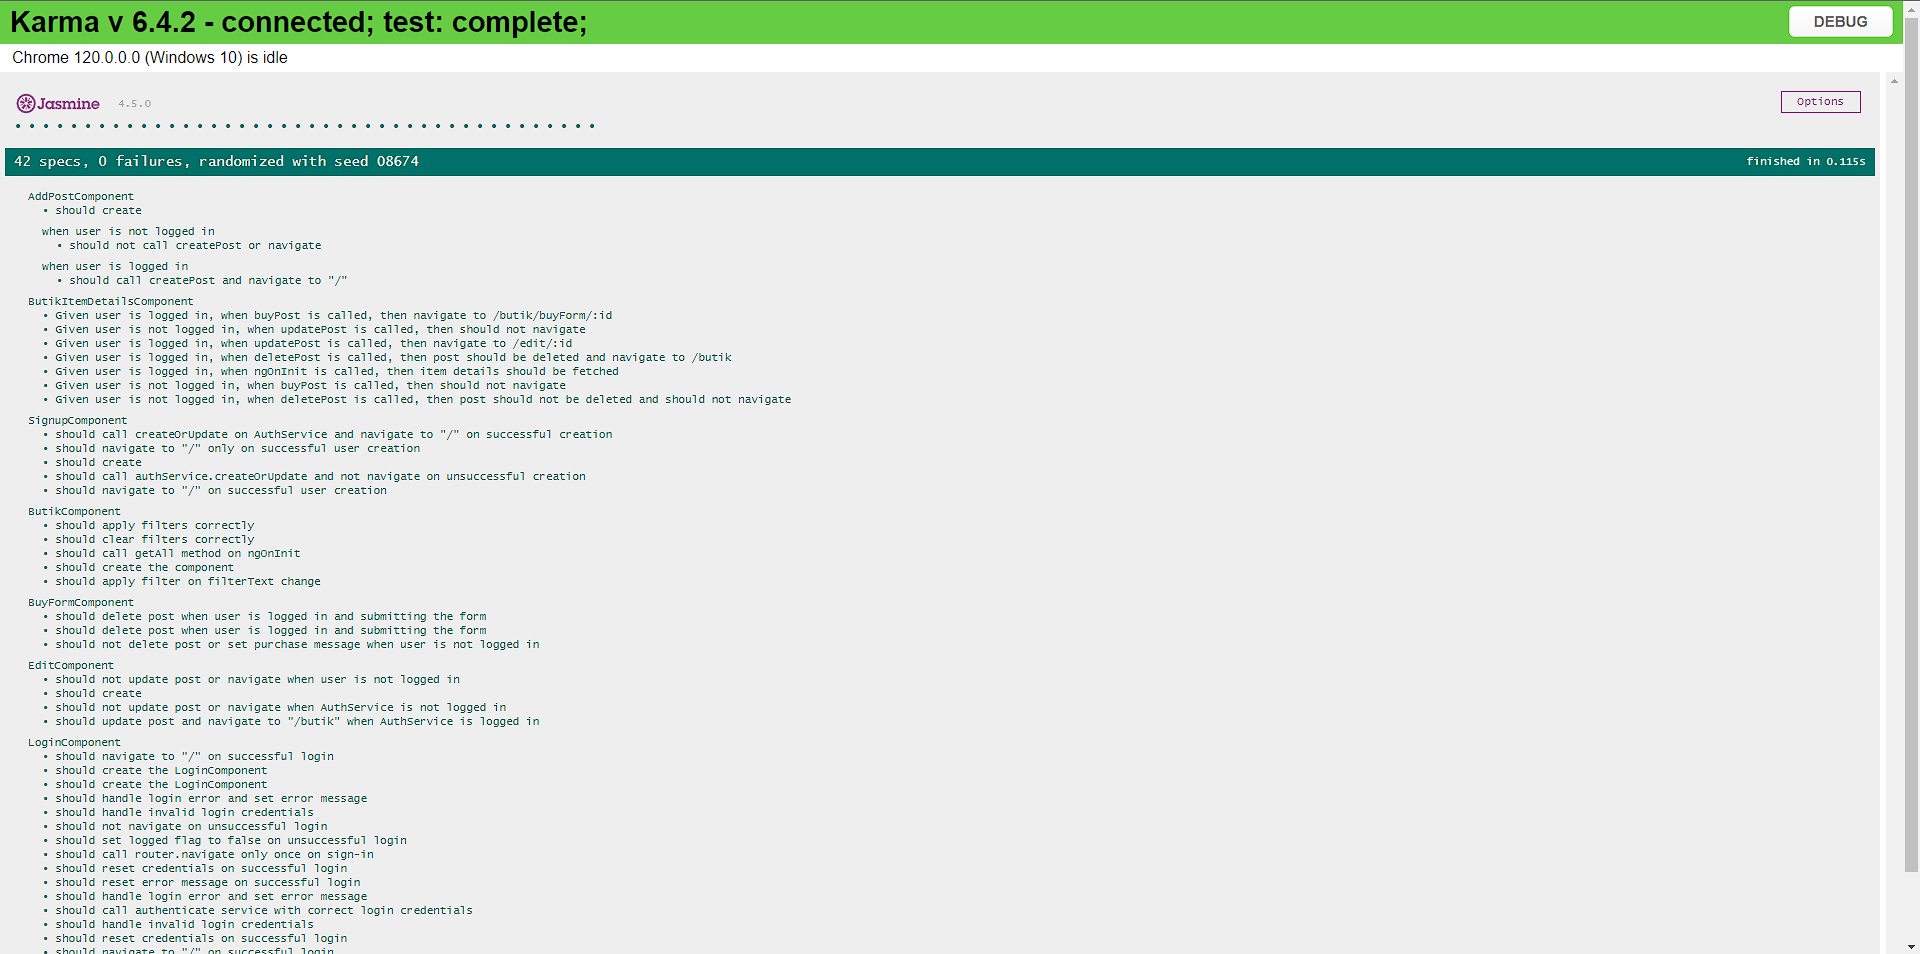 Karma v 6.4.2 - connected; test: complete;
DEBUG
Chrome 120.0.0.0 (Windows 10) is idle
Jasmine 4.5.0
Options
42 specs, 0 failures, randomized with seed 08674
finished in 0.115s
AddPostComponent
• should create
when user is not logged in
• should not call createPost or navigate
when user is logged in
• should call createPost and navigate to "/"
ButikItemDetailsComponent
• Given user is logged in, when buyPost is called, then navigate to /butik/buyForm/:id
• Given user is not logged in, when updatePost is called, then should not navigate
• Given user is logged in, when updatePost is called, then navigate to /edit/:id
• Given user is logged in, when deletePost is called, then post should be deleted and navigate to /butik
• Given user is logged in, when ngOnInit is called, then item details should be fetched
• Given user is not logged in, when buyPost is called, then should not navigate
• Given user is not logged in, when deletePost is called, then post should not be deleted and should not navigate
SignupComponent
• should call createOrUpdate on AuthService and navigate to "/" on successful creation
• should navigate to "/" only on successful user creation
• should create
• should call authService.createOrUpdate and not navigate on unsuccessful creation
• should navigate to "/" on successful user creation
ButikComponent
• should apply filters correctly
• should clear filters correctly
• should call getAll method on ngOnInit
• should create the component
• should apply filter on filterText change
BuyFormComponent
• should delete post when user is logged in and submitting the form
• should delete post when user is logged in and submitting the form
• should not delete post or set purchase message when user is not logged in
EditComponent
• should not update post or navigate when user is not logged in
• should create
• should not update post or navigate when AuthService is not logged in
• should update post and navigate to "/butik" when AuthService is logged in
LoginComponent
• should navigate to "/" on successful login
• should create the LoginComponent
• should create the LoginComponent
• should handle login error and set error message
• should handle invalid login credentials
• should not navigate on unsuccessful login
• should set logged flag to false on unsuccessful login
• should call router.navigate only once on sign-in
• should reset credentials on successful login
• should reset error message on successful login
• should handle login error and set error message
• should call authenticate service with correct login credentials
• should handle invalid login credentials
• should reset credentials on successful login
• should navigate to "/" on successful login